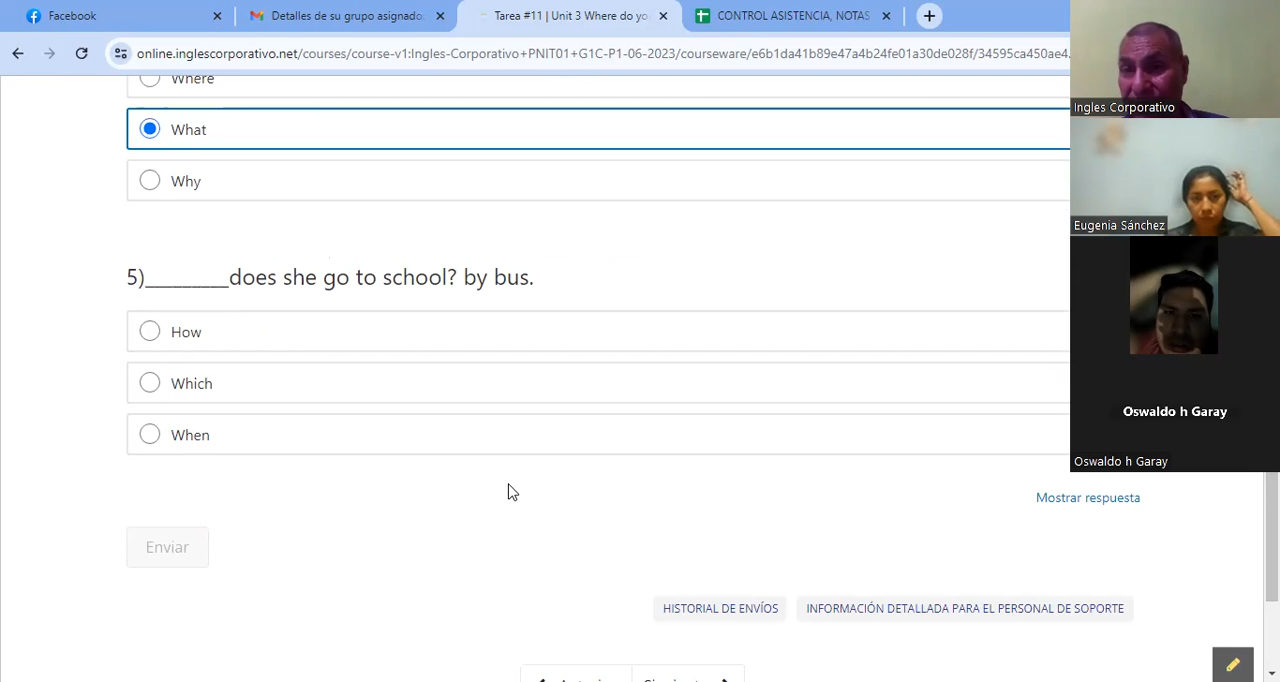 Facebook
Detalles de su grupo asignado
Tarea #11 | Unit 3 Where do yo
CONTROL ASISTENCIA, NOTAS
online.inglescorporativo.net/courses/course-v1:Ingles-Corporativo+PNIT01+G1C-P1-06-2023/courseware/e6b1da41b89e47a4b24fe01a30de028f/34595ca450ae4.
Where
What
Why
5)_________does she go to school? by bus.
How
Which
When
Mostrar respuesta
Enviar
HISTORIAL DE ENVÍOS
INFORMACIÓN DETALLADA PARA EL PERSONAL DE SOPORTE
Ingles Corporativo
Eugenia Sánchez
Oswaldo h Garay
Oswaldo h Garay